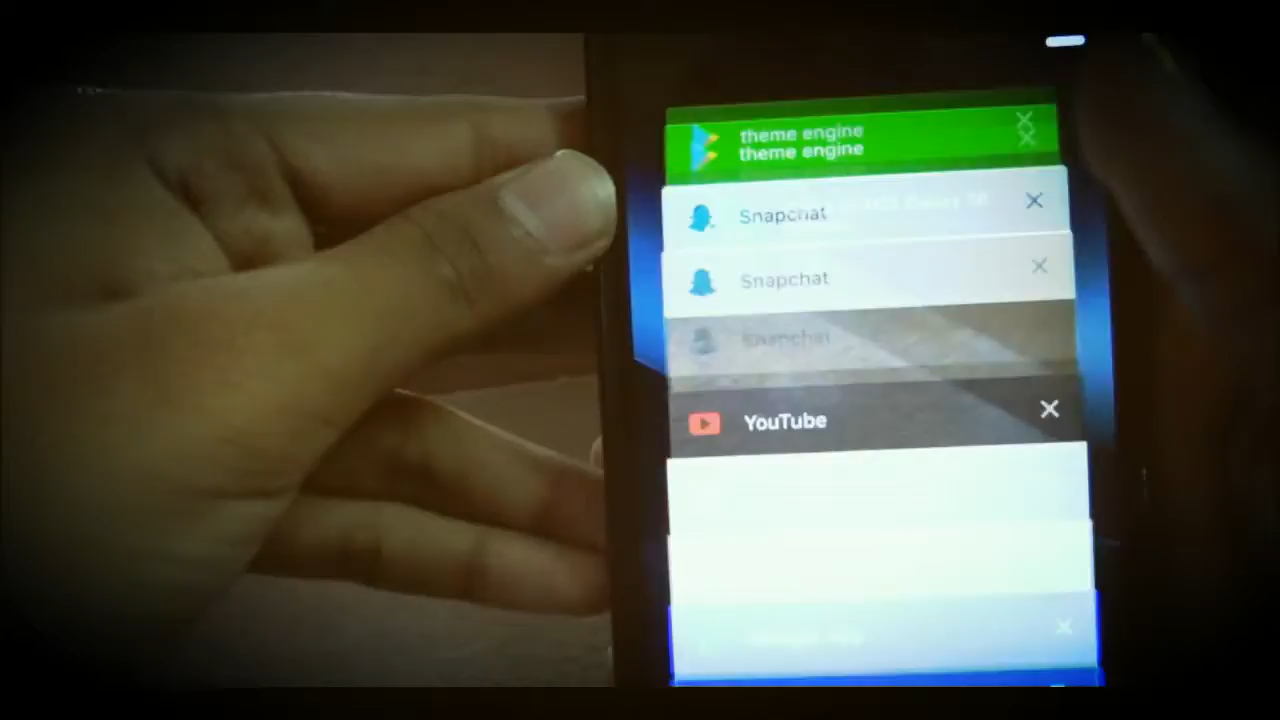 theme engine
theme engine
Snapchat
Snapchat
snapchat
YouTube